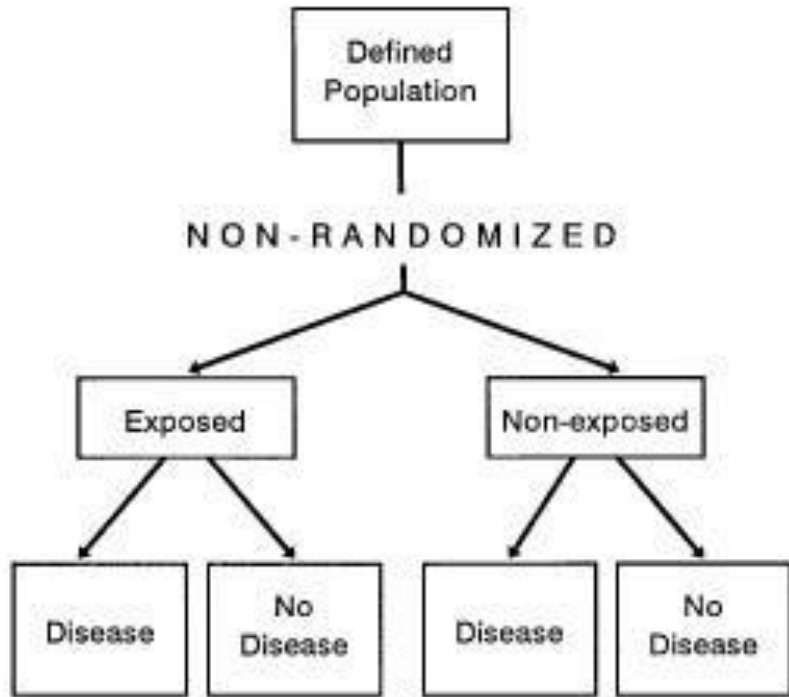 Defined
Population
NON-RANDOMIZED
Exposed
Non-exposed
Disease
No
Disease
Disease
No
Disease